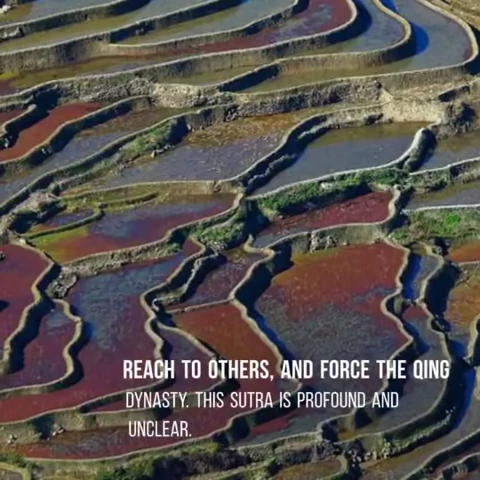 REACH TO OTHERS, AND FORCE THE QING
DYNASTY. THIS SUTRA IS PROFOUND AND
UNCLEAR.